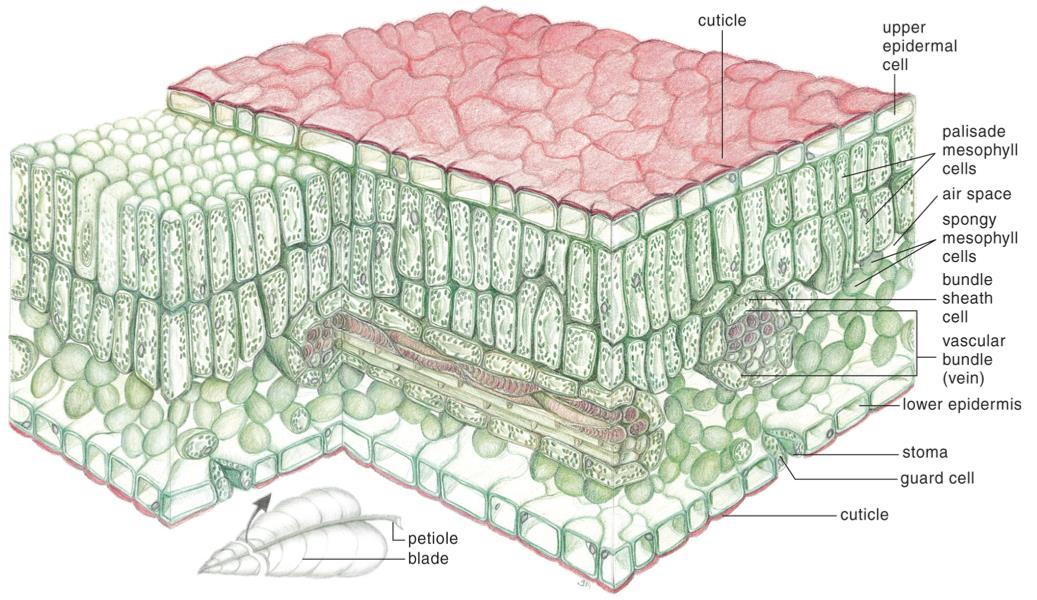 cuticle
upper
epidermal
cell
palisade
mesophyll
cells
air space
spongy
mesophyll
cells
bundle
sheath
cell
vascular
bundle
(vein)
lower epidermis
stoma
guard cell
cuticle
petiole
blade